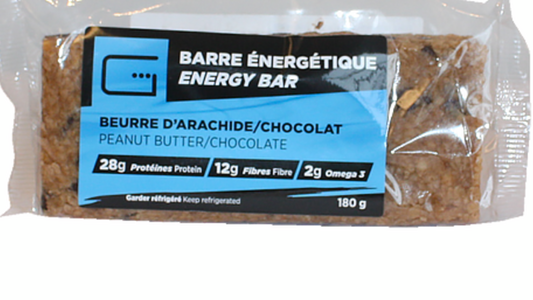 BARRE ÉNERGÉTIQUE
ENERGY BAR
BEURRE D'ARACHIDE/CHOCOLAT
PEANUT BUTTER/CHOCOLATE
28g Protéines Protein / 12g Fibres Fibre / 2g Omega 3
Garder réfrigéré Keep refrigerated
180 g